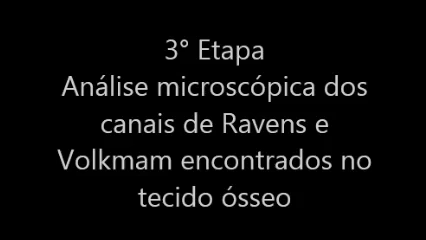 3° Etapa
Análise microscópica dos
canais de Ravens e
Volkmam encontrados no
tecido ósseo